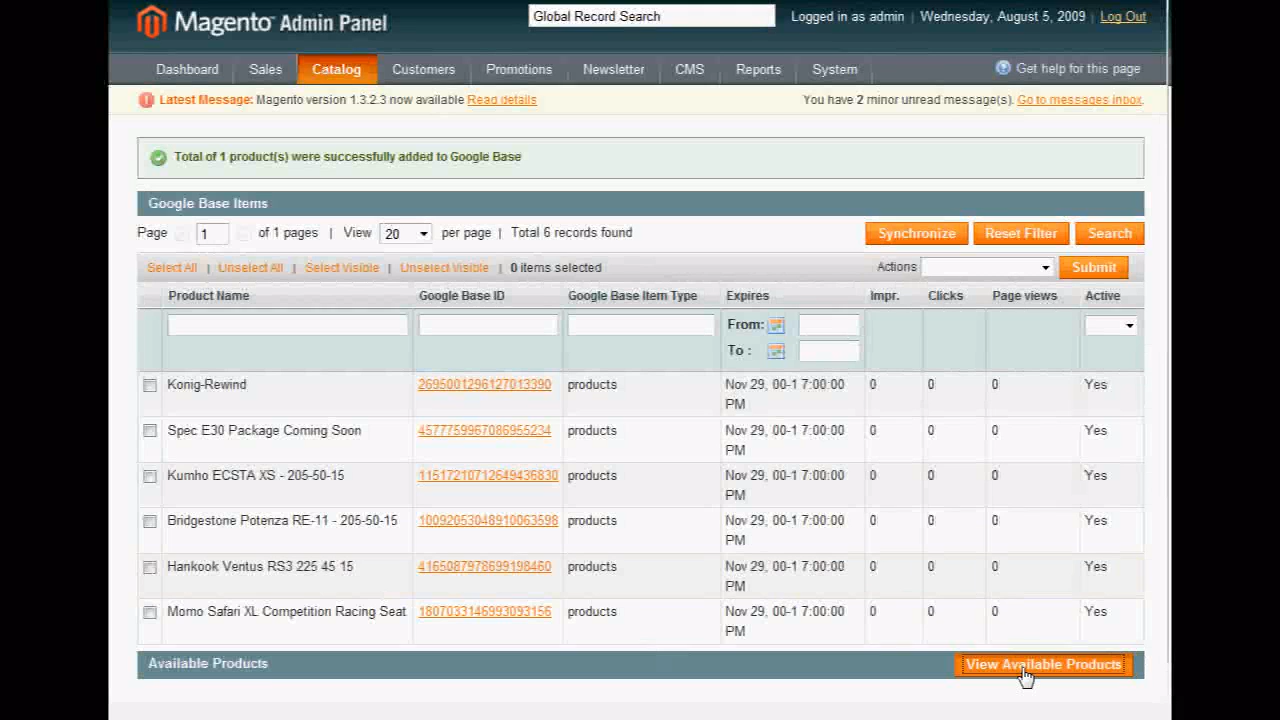 Magento Admin Panel
Global Record Search
Logged in as admin | Wednesday, August 5, 2009 | Log Out
Dashboard Sales Catalog Customers Promotions Newsletter CMS Reports System Get help for this page
Latest Message: Magento version 1.3.2.3 now available Read details You have 2 minor unread message(s). Go to messages inbox.
Total of 1 product(s) were successfully added to Google Base
Google Base Items
Page 1 of 1 pages | View 20 per page | Total 6 records found Synchronize Reset Filter Search
Select All | Unselect All | Select Visible | Unselect Visible | 0 items selected Actions Submit
Product Name Google Base ID Google Base Item Type Expires Impr. Clicks Page views Active
From:
To :
Konig-Rewind 2695001296127013390 products Nov 29, 00-1 7:00:00 PM 0 0 0 Yes
Spec E30 Package Coming Soon 4577759967086955234 products Nov 29, 00-1 7:00:00 PM 0 0 0 Yes
Kumho ECSTA XS - 205-50-15 11517210712649436830 products Nov 29, 00-1 7:00:00 PM 0 0 0 Yes
Bridgestone Potenza RE-11 - 205-50-15 10092053048910063598 products Nov 29, 00-1 7:00:00 PM 0 0 0 Yes
Hankook Ventus RS3 225 45 15 4165087978699198460 products Nov 29, 00-1 7:00:00 PM 0 0 0 Yes
Momo Safari XL Competition Racing Seat 1807033146993093156 products Nov 29, 00-1 7:00:00 PM 0 0 0 Yes
Available Products View Available Products